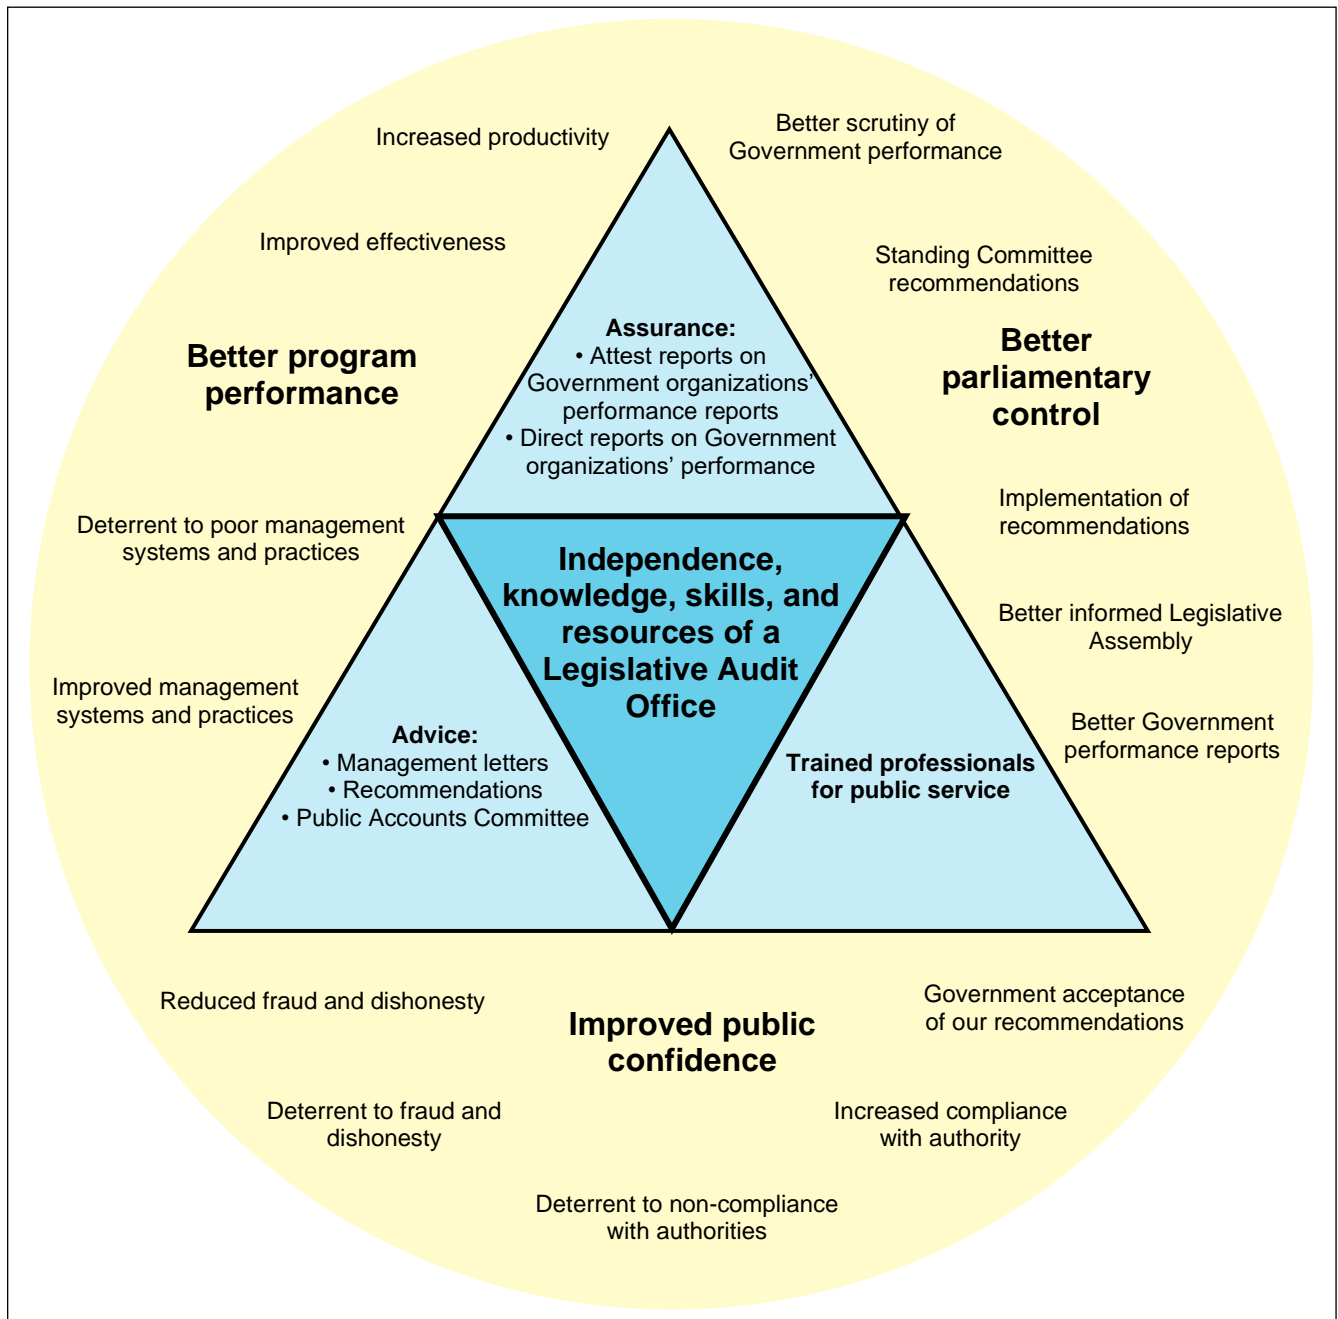 Increased productivity
Better scrutiny of
Government performance
Improved effectiveness
Standing Committee
recommendations
Better program
performance
Assurance:
• Attest reports on
Government organizations’
performance reports
• Direct reports on Government
organizations’ performance
Better
parliamentary
control
Deterrent to poor management
systems and practices
Implementation of
recommendations
Independence,
knowledge, skills, and
resources of a
Legislative Audit
Office
Better informed Legislative
Assembly
Improved management
systems and practices
Better Government
performance reports
Advice:
• Management letters
• Recommendations
• Public Accounts Committee
Trained professionals
for public service
Reduced fraud and dishonesty
Improved public
confidence
Government acceptance
of our recommendations
Deterrent to fraud and
dishonesty
Increased compliance
with authority
Deterrent to non-compliance
with authorities